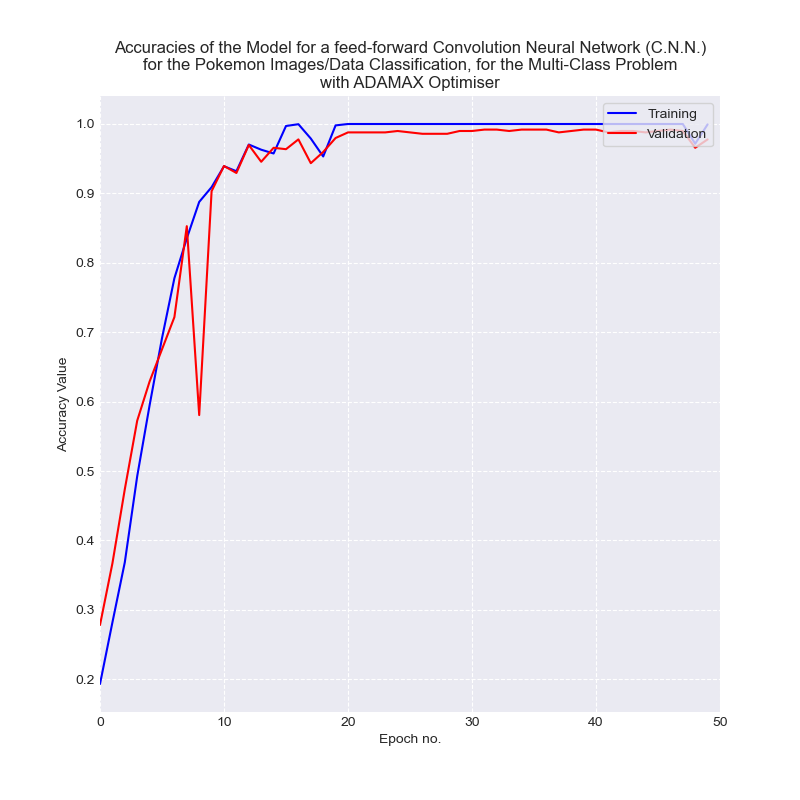 Accuracies of the Model for a feed-forward Convolution Neural Network (C.N.N.)
for the Pokemon Images/Data Classification, for the Multi-Class Problem
with ADAMAX Optimiser
Training
Validation
1.0
0.9
0.8
0.7
0.6
0.5
0.4
0.3
0.2
Accuracy Value
0 10 20 30 40 50
Epoch no.